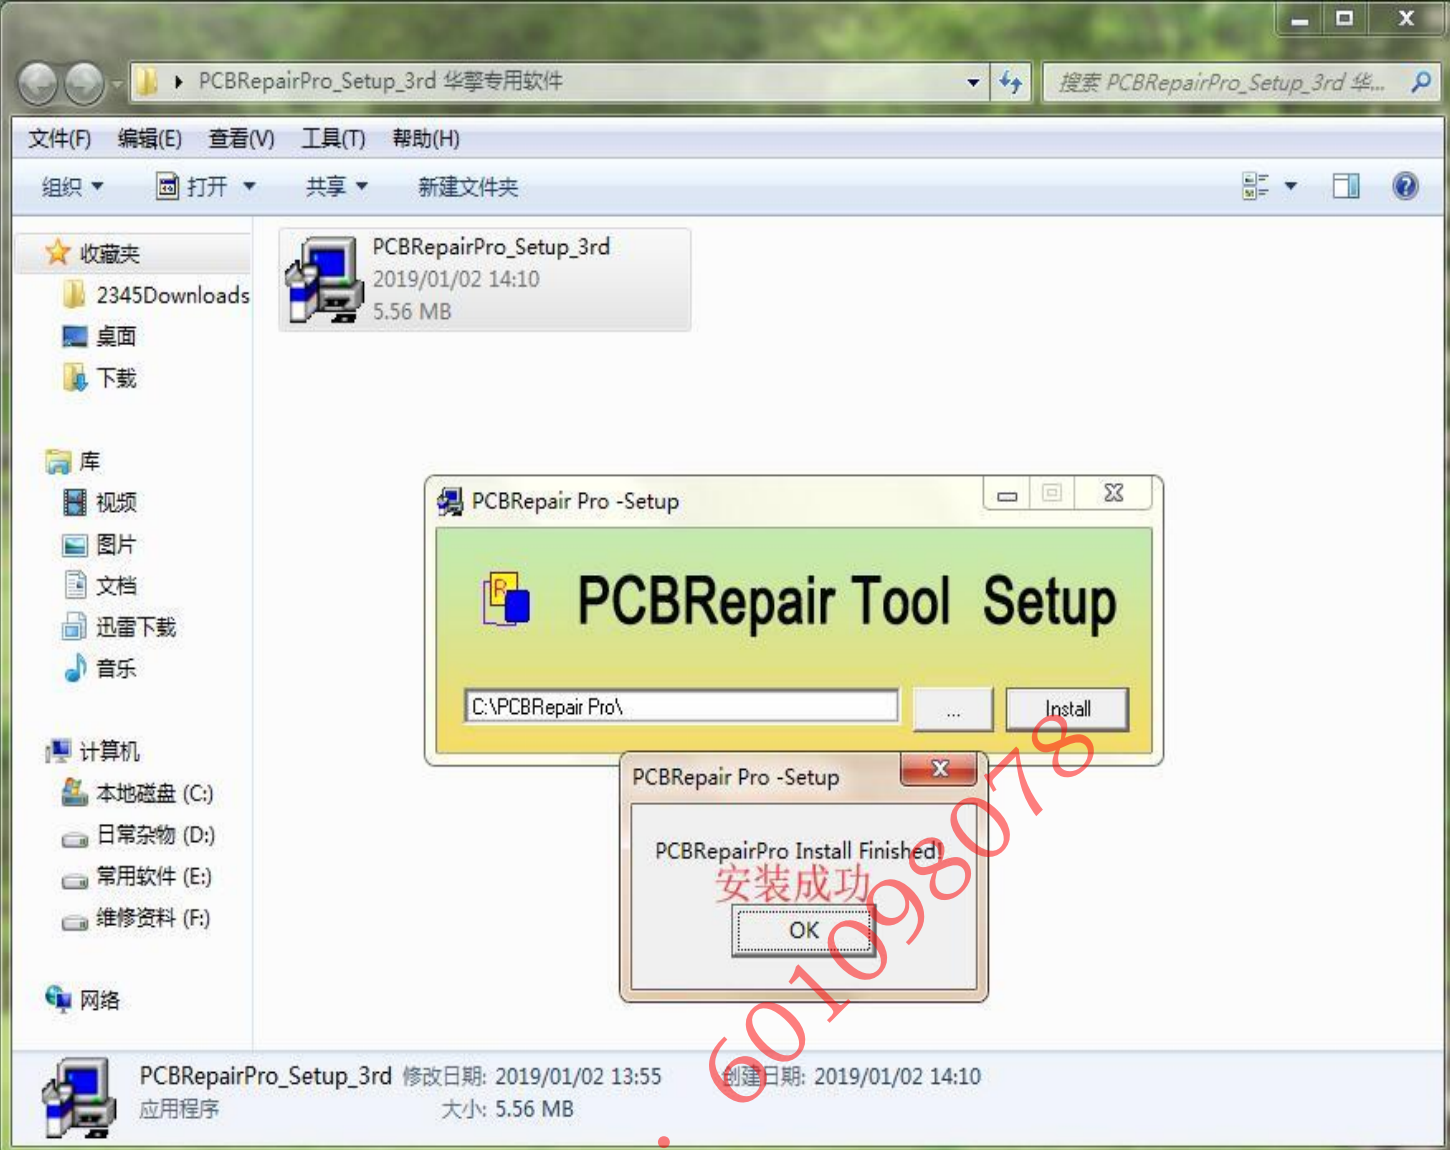 PCBRepairPro_Setup_3rd 华擎专用软件
搜索 PCBRepairPro_Setup_3rd 华...
文件(F) 编辑(E) 查看(V) 工具(T) 帮助(H)
组织 打开 共享 新建文件夹
收藏夹
2345Downloads
桌面
下载
库
视频
图片
文档
迅雷下载
音乐
计算机
本地磁盘 (C:)
日常杂物 (D:)
常用软件 (E:)
维修资料 (F:)
网络
PCBRepairPro_Setup_3rd
2019/01/02 14:10
5.56 MB
PCBRepair Pro -Setup
R
PCBRepair Tool Setup
C:\PCBRepair Pro\
...
Install
PCBRepair Pro -Setup
PCBRepairPro Install Finished!
安装成功
OK
601098078
PCBRepairPro_Setup_3rd 修改日期: 2019/01/02 13:55 创建日期: 2019/01/02 14:10
应用程序 大小: 5.56 MB